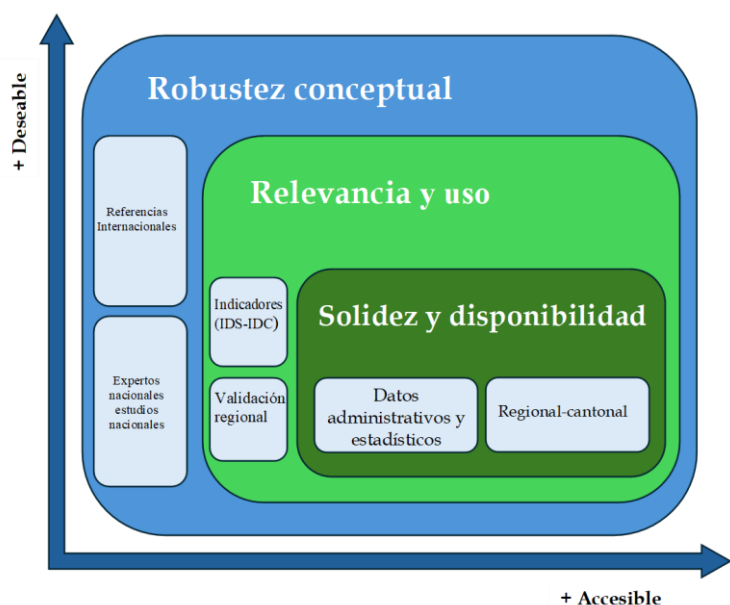 + Deseable
Robustez conceptual
Referencias
Internacionales
Expertos
nacionales
estudios
nacionales
Relevancia y uso
Indicadores
(IDS-IDC)
Validación
regional
Solidez y disponibilidad
Datos
administrativos y
estadísticos
Regional-cantonal
+ Accesible